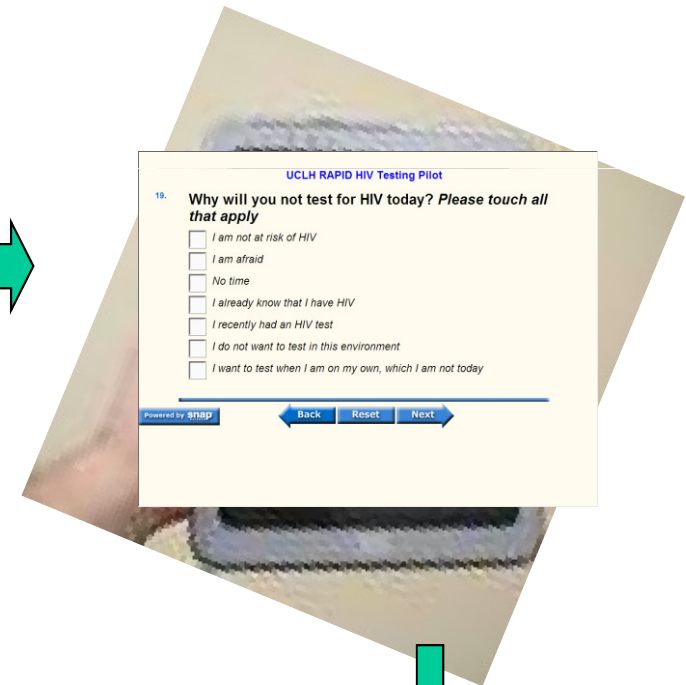 UCLH RAPID HIV Testing Pilot
19. Why will you not test for HIV today? Please touch all
that apply
I am not at risk of HIV
I am afraid
No time
I already know that I have HIV
I recently had an HIV test
I do not want to test in this environment
I want to test when I am on my own, which I am not today
Powered by snap Back Reset Next